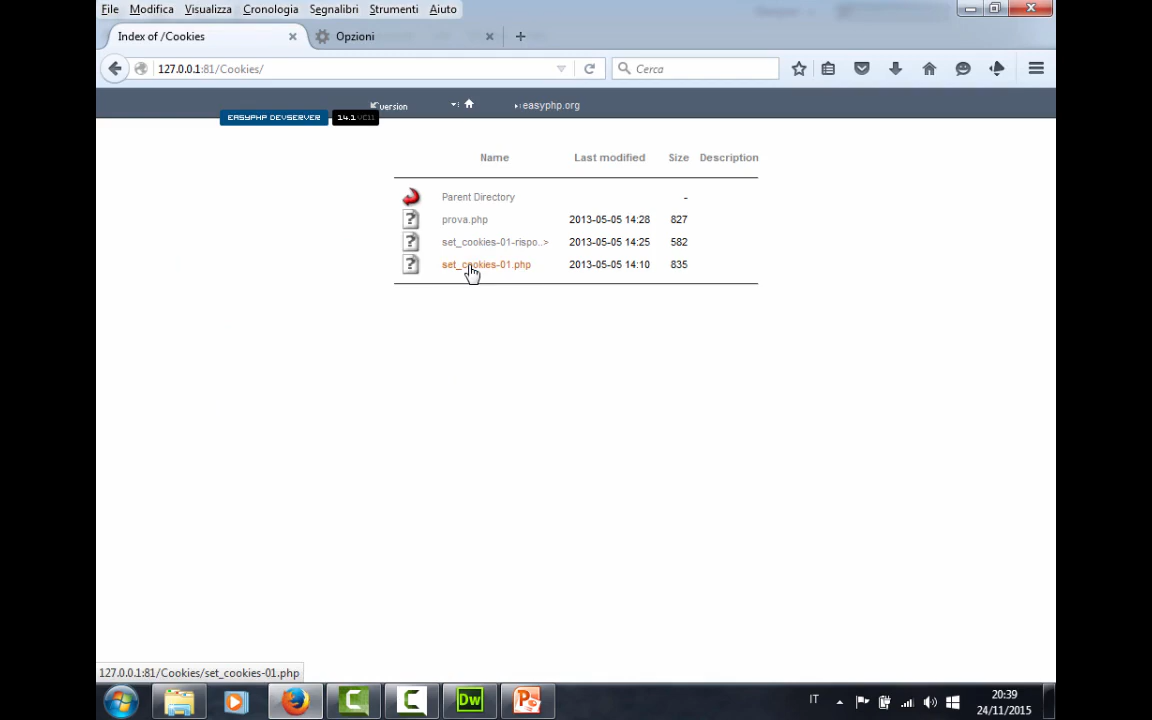 File Modifica Visualizza Cronologia Segnalibri Strumenti Aiuto
Index of /Cookies
Opzioni
127.0.0.1:81/Cookies/
Cerca
version
easyphp.org
EASYPHP DEVSERVER 14.1 VC11
Name Last modified Size Description
Parent Directory -
prova.php 2013-05-05 14:28 827
set_cookies-01-rispo..> 2013-05-05 14:25 582
set_cookies-01.php 2013-05-05 14:10 835
127.0.0.1:81/Cookies/set_cookies-01.php
Dw
IT
20:39
24/11/2015